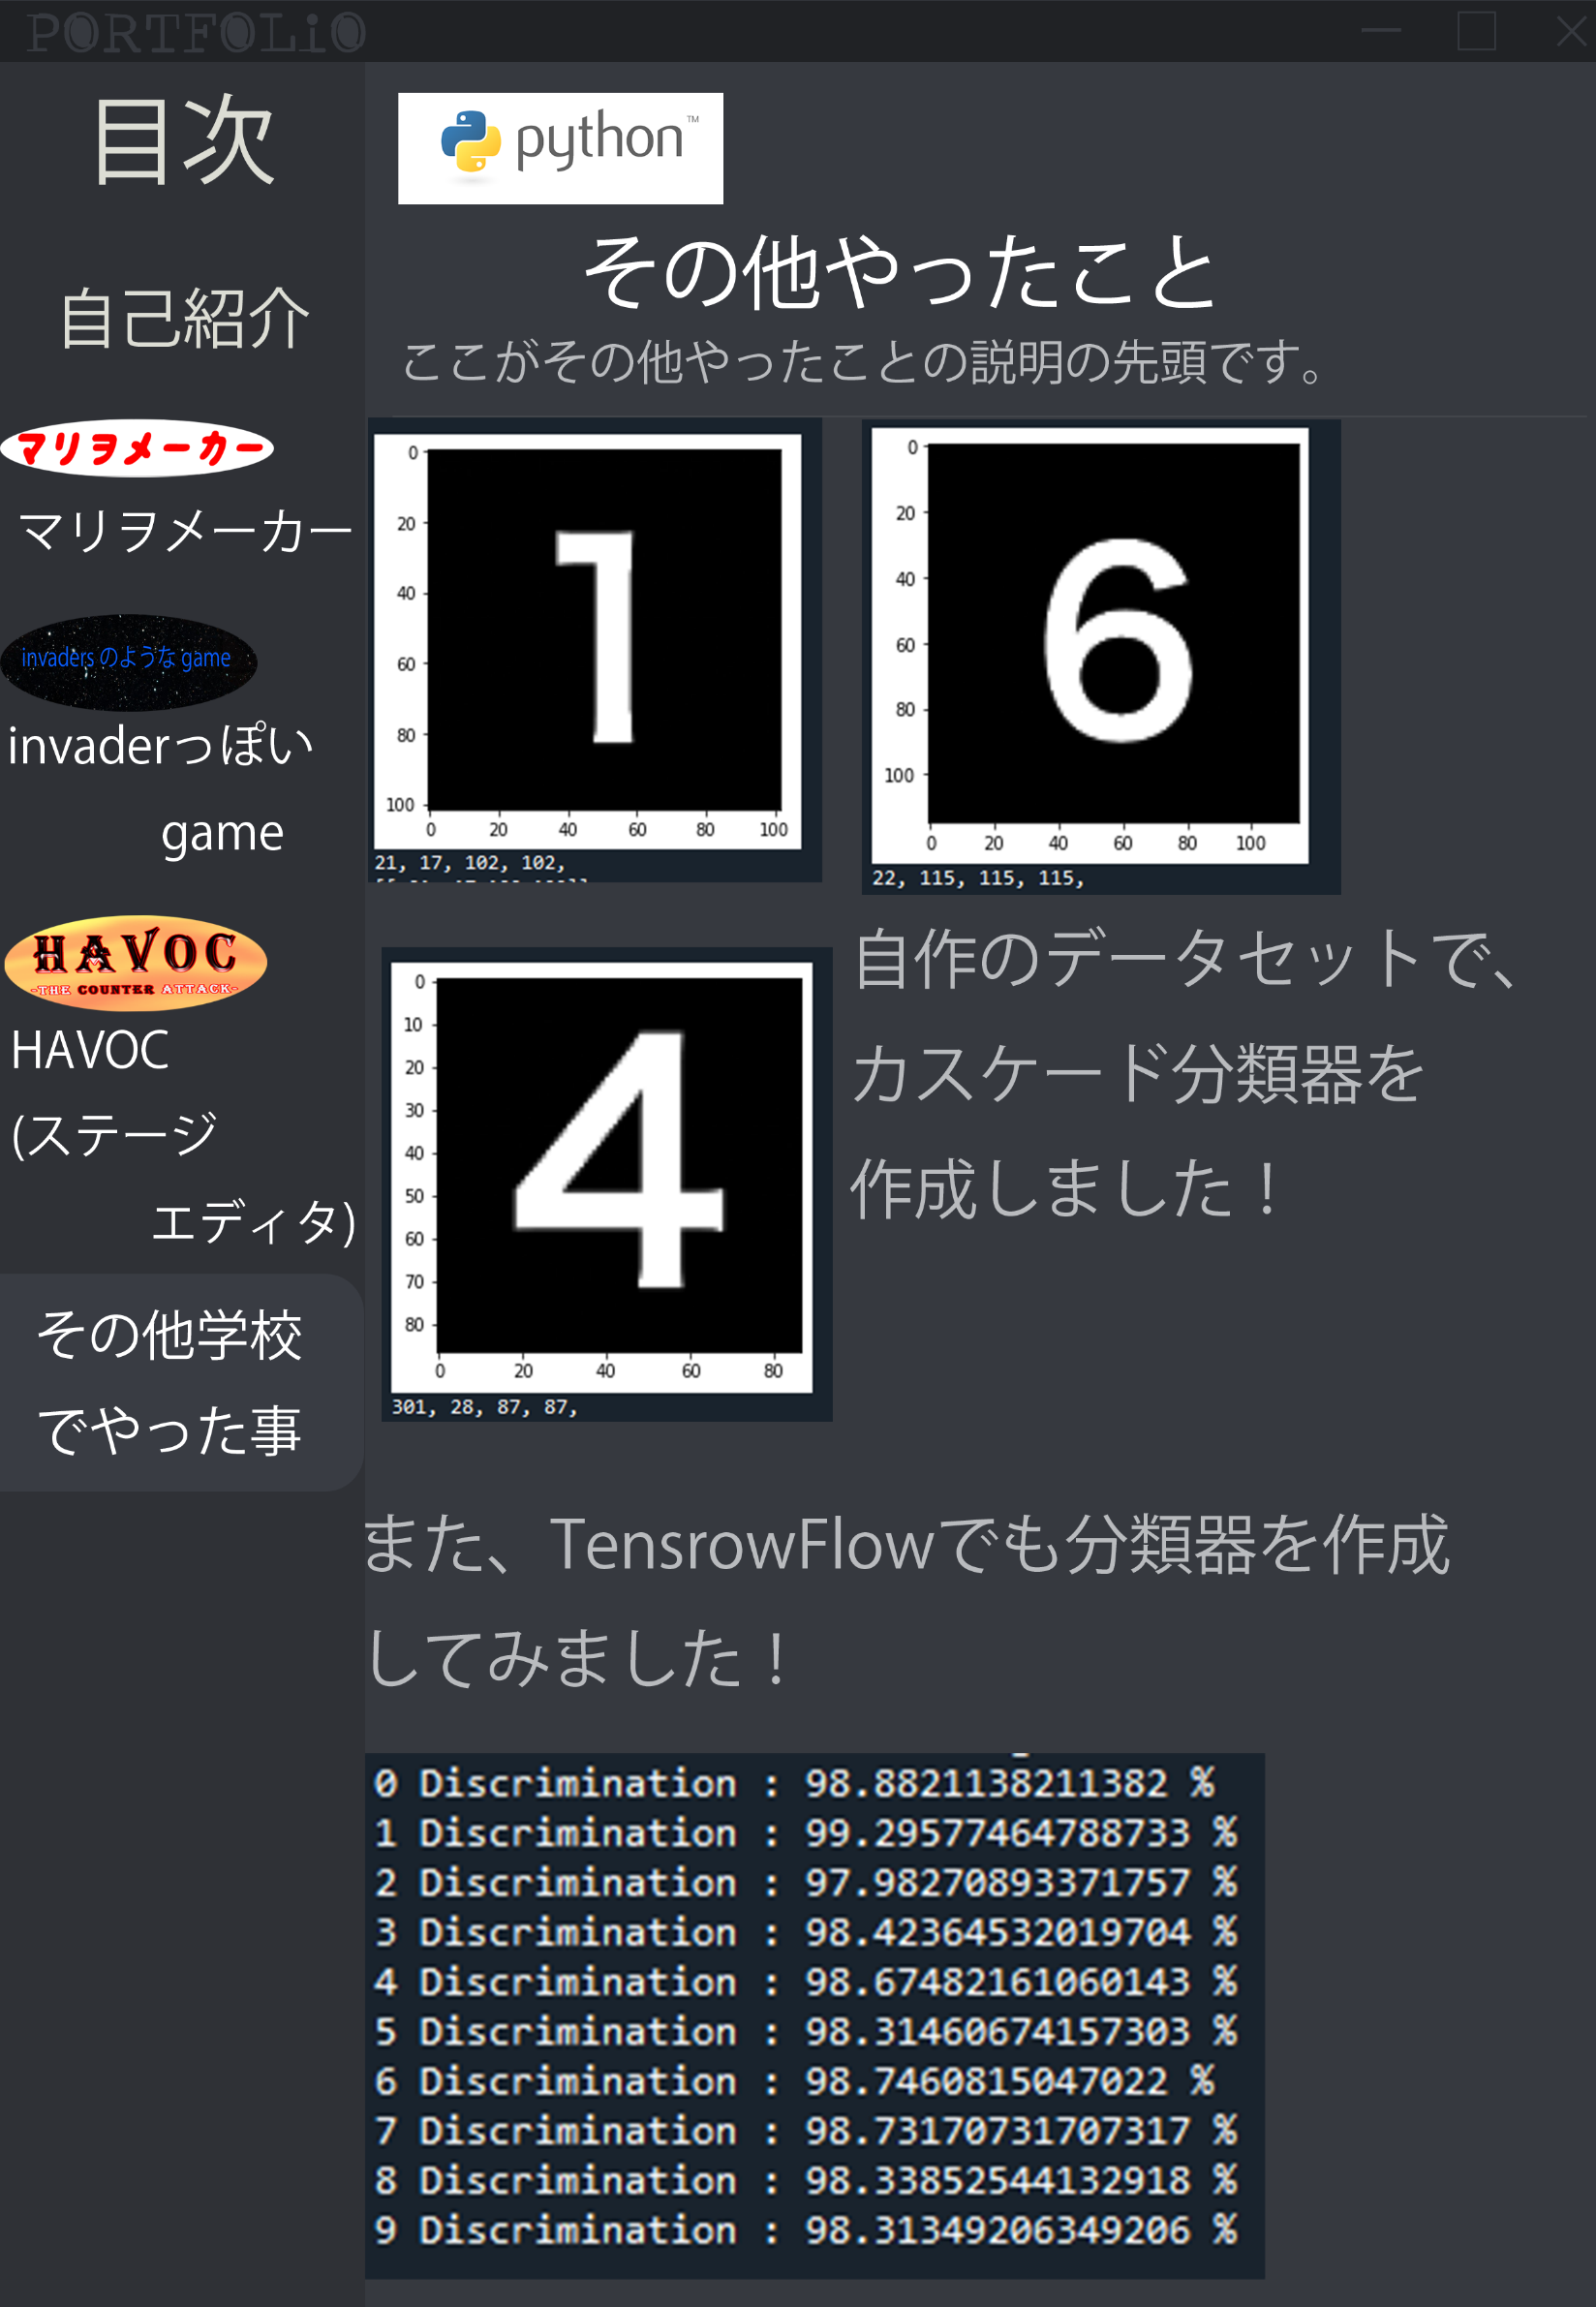 PORTFOLiO
目次
自己紹介
マリヲメーカー
マリヲメーカー
invaders のような game
invaderっぽい
game
HAVOC
-THE COUNTER ATTACK-
HAVOC
(ステージ
エディタ)
その他学校
でやった事
python™
その他やったこと
ここがその他やったことの説明の先頭です。
0
20
40
60
80
100
0 20 40 60 80 100
21, 17, 102, 102,
0
20
40
60
80
100
0 20 40 60 80 100
22, 115, 115, 115,
0
10
20
30
40
50
60
70
80
0 20 40 60 80
301, 28, 87, 87,
自作のデータセットで、
カスケード分類器を
作成しました！
また、TensrowFlowでも分類器を作成
してみました！
0 Discrimination : 98.8821138211382 %
1 Discrimination : 99.29577464788733 %
2 Discrimination : 97.98270893371757 %
3 Discrimination : 98.42364532019704 %
4 Discrimination : 98.67482161060143 %
5 Discrimination : 98.31460674157303 %
6 Discrimination : 98.7460815047022 %
7 Discrimination : 98.73170731707317 %
8 Discrimination : 98.33852544132918 %
9 Discrimination : 98.31349206349206 %